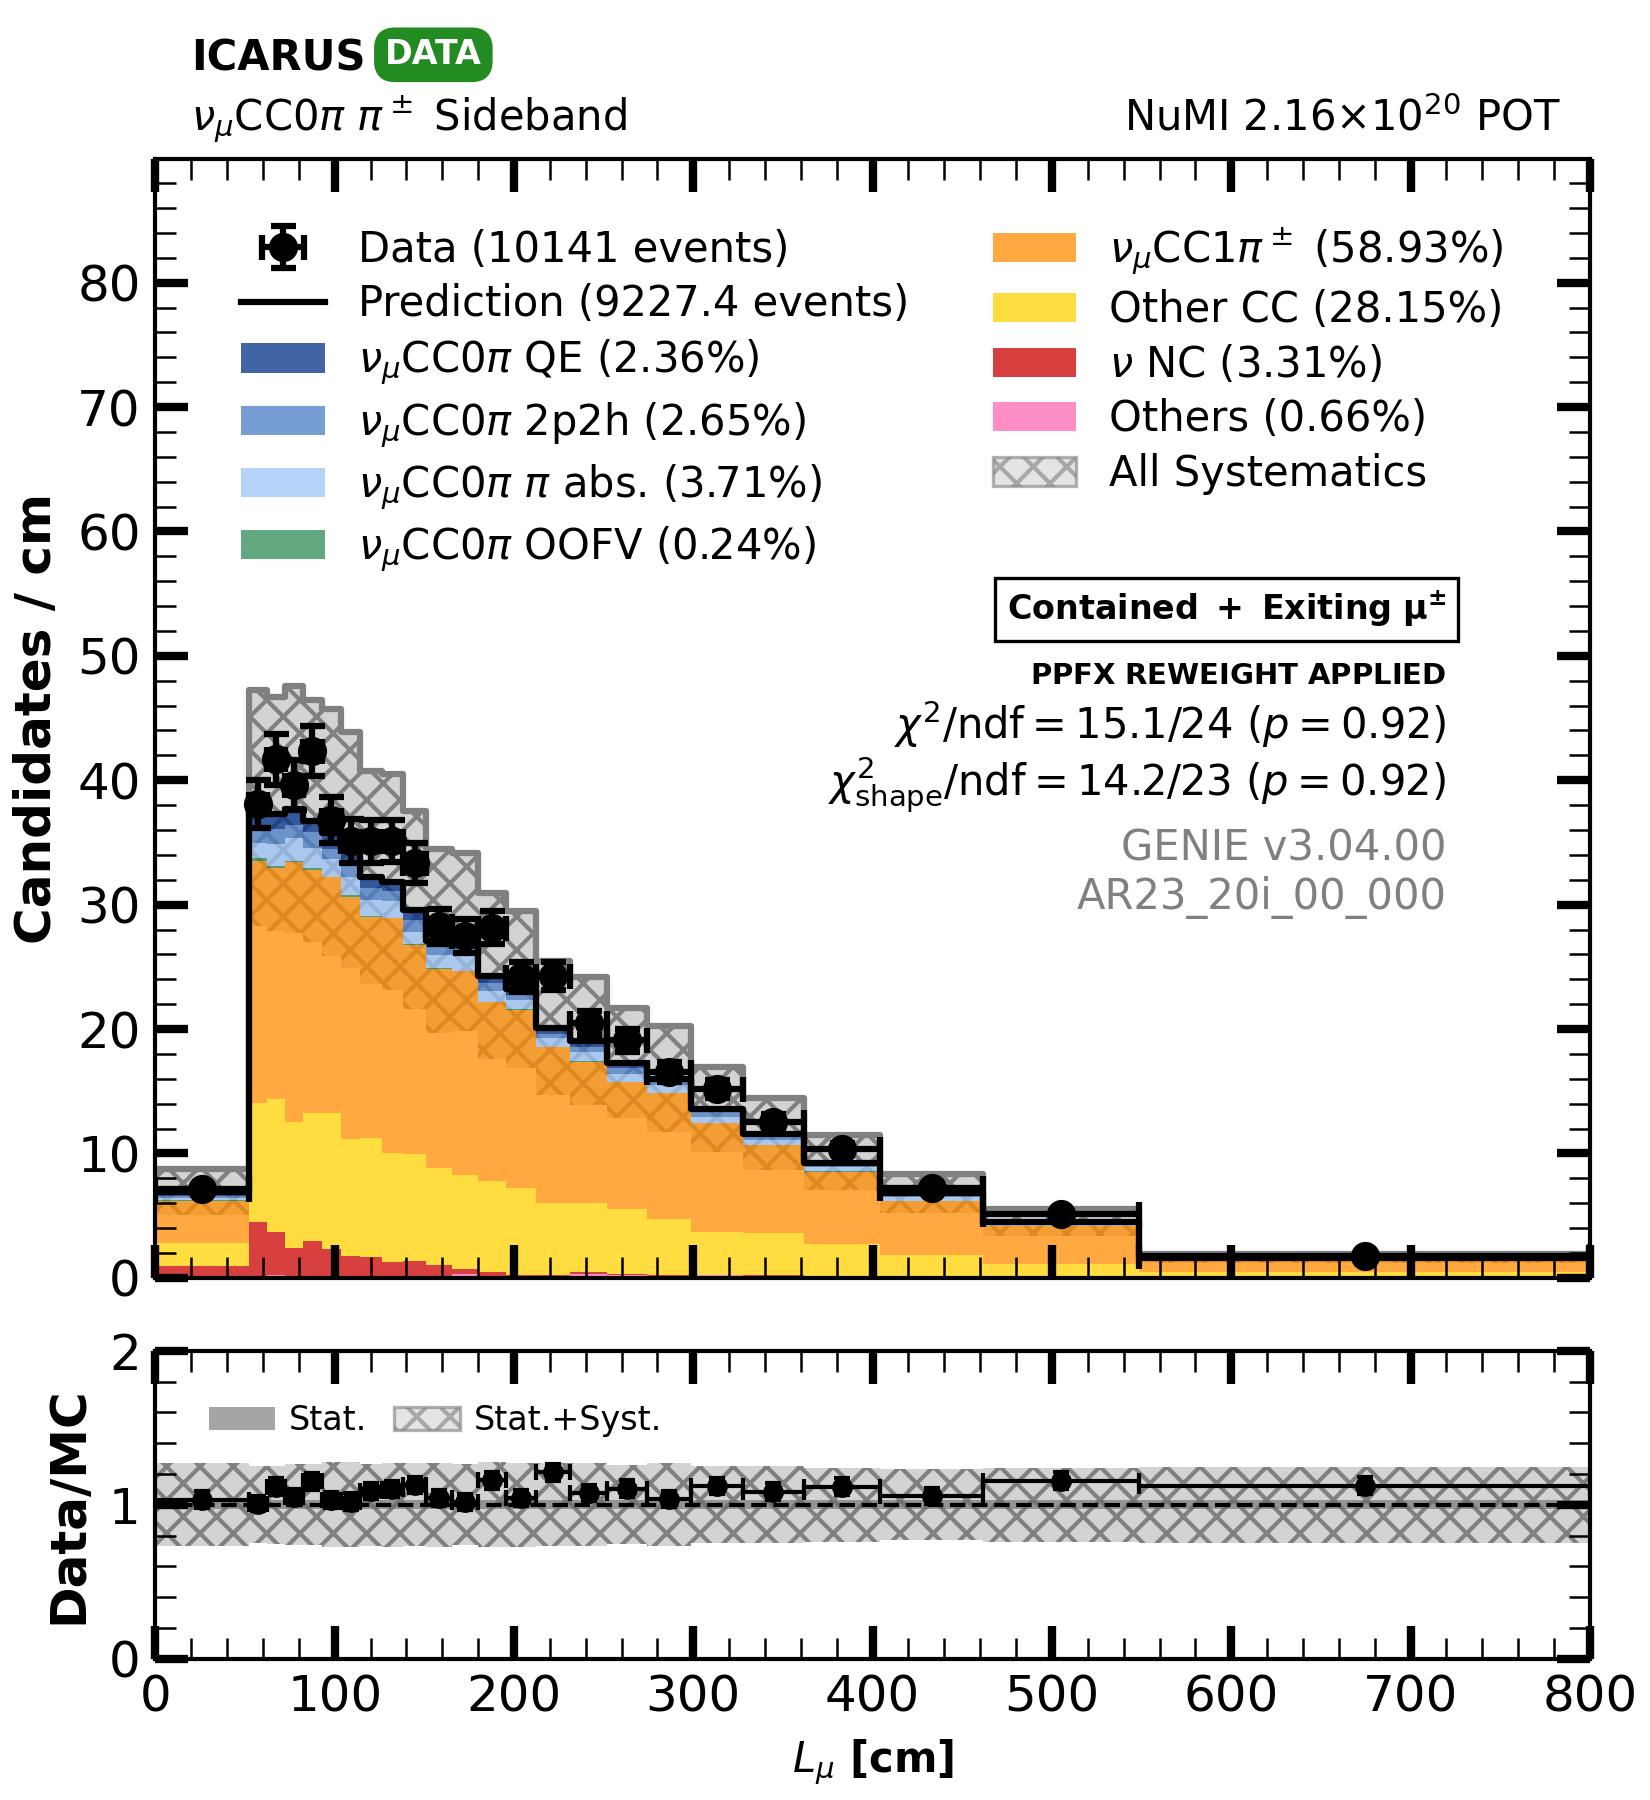 ICARUS DATA
νμCC0π π± Sideband
NuMI 2.16×10²⁰ POT
Data (10141 events)
Prediction (9227.4 events)
νμCC0π QE (2.36%)
νμCC0π 2p2h (2.65%)
νμCC0π π abs. (3.71%)
νμCC0π OOFV (0.24%)
νμCC1π± (58.93%)
Other CC (28.15%)
ν NC (3.31%)
Others (0.66%)
All Systematics
Contained + Exiting μ±
PPFX REWEIGHT APPLIED
χ²/ndf = 15.1/24 (p = 0.92)
χ²shape/ndf = 14.2/23 (p = 0.92)
GENIE v3.04.00
AR23_20i_00_000
Candidates / cm
80
70
60
50
40
30
20
10
0
Data/MC
2
1
0
Stat.
Stat.+Syst.
0 100 200 300 400 500 600 700 800
Lμ [cm]